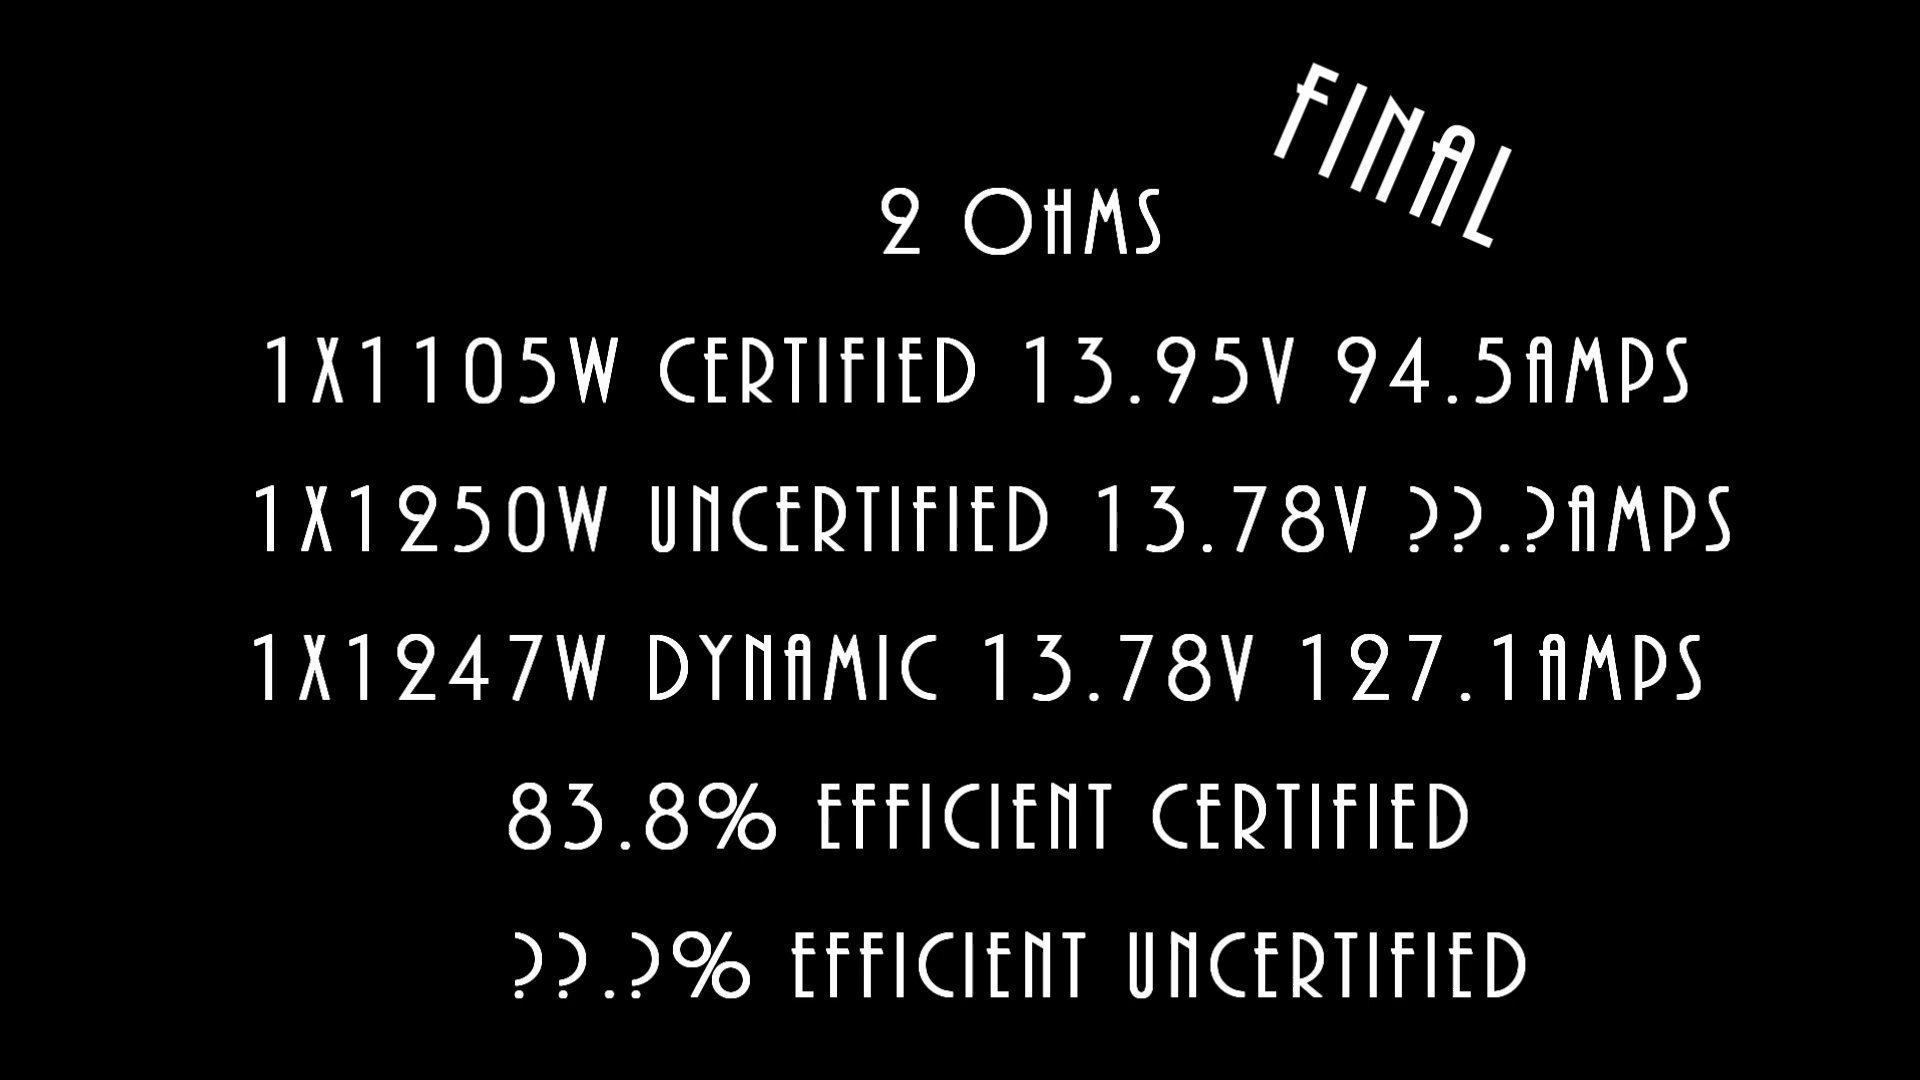 FINAL
2 OHMS
1X1105W CERTIFIED 13.95V 94.5AMPS
1X1250W UNCERTIFIED 13.78V ??.?AMPS
1X1247W DYNAMIC 13.78V 127.1AMPS
83.8% EFFICIENT CERTIFIED
??.?% EFFICIENT UNCERTIFIED